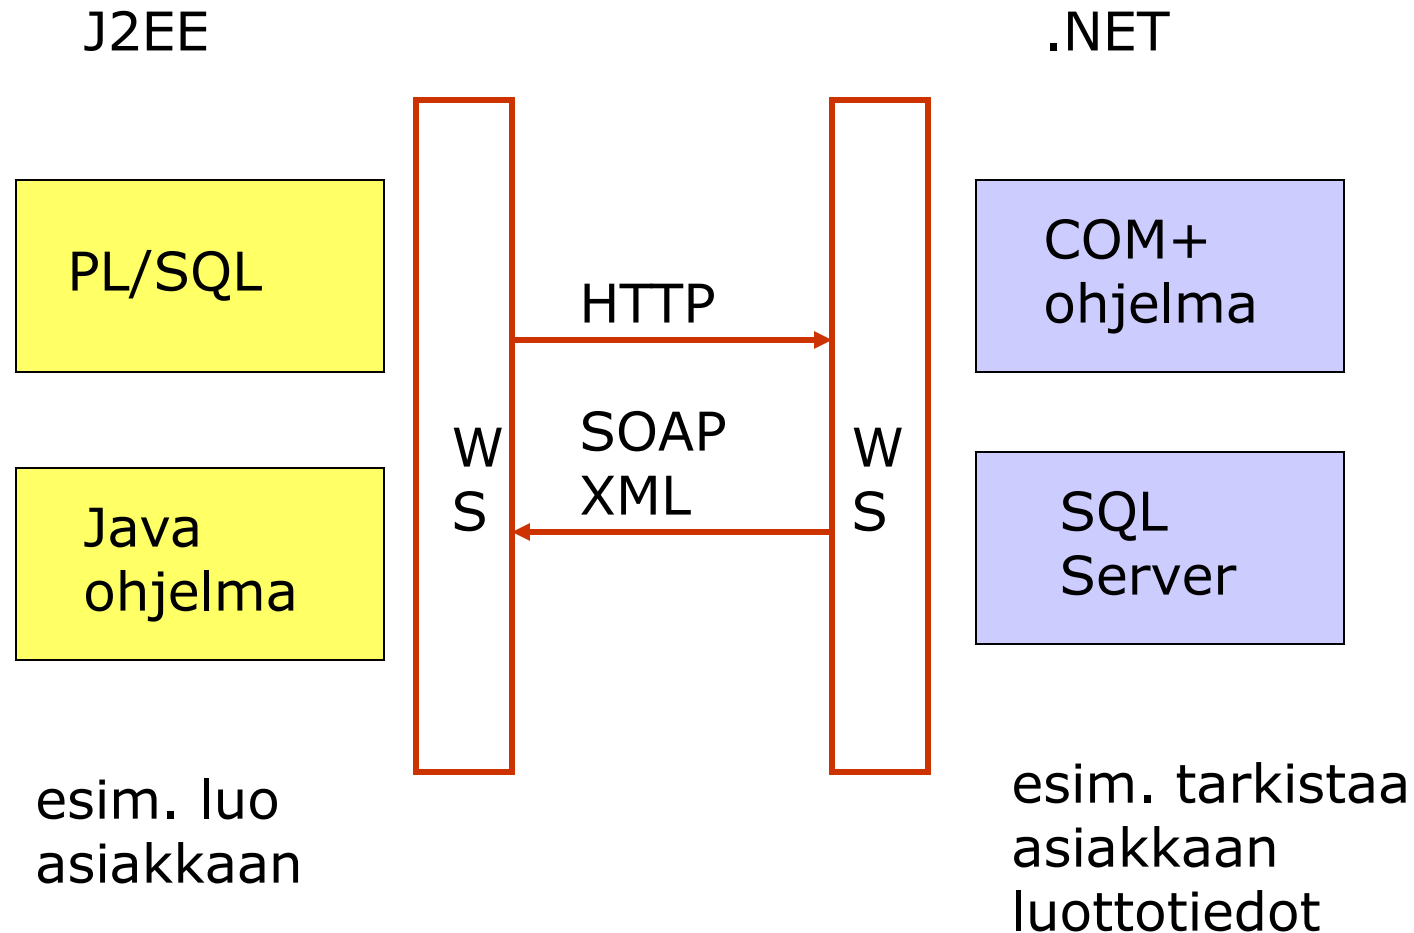 J2EE
.NET
PL/SQL
HTTP
COM+
ohjelma
W
S
SOAP
XML
W
S
Java
ohjelma
SQL
Server
esim. luo
asiakkaan
esim. tarkistaa
asiakkaan
luottotiedot